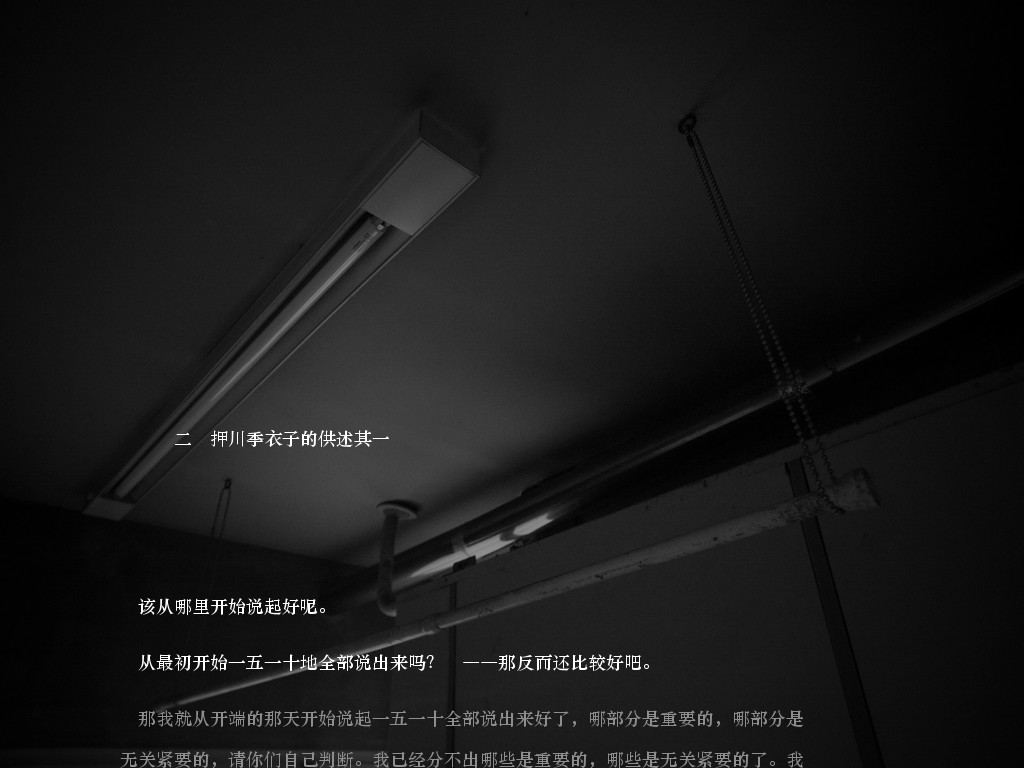 二　押川季衣子的供述其一
该从哪里开始说起好呢。
从最初开始一五一十地全部说出来吗？　——那反而还比较好吧。
那我就从开端的那天开始说起一五一十全部说出来好了，哪部分是重要的，哪部分是
无关紧要的，请你们自己判断。我已经分不出哪些是重要的，哪些是无关紧要的了。我